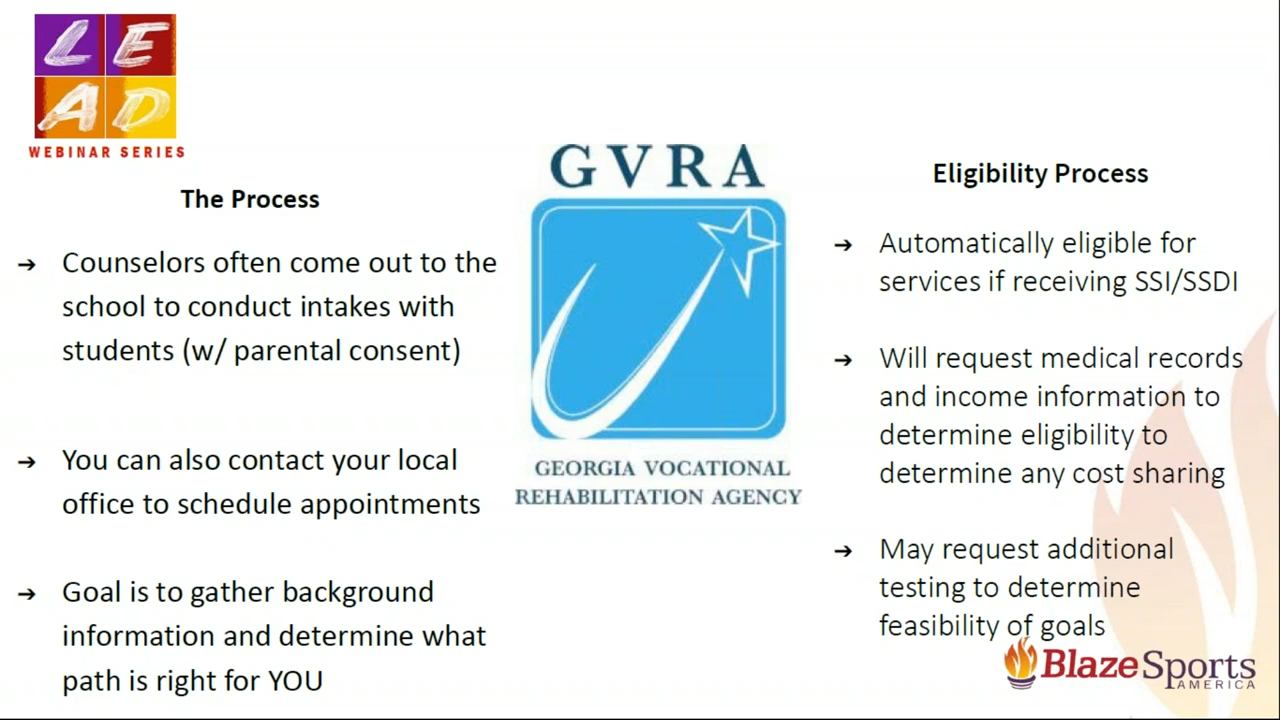 LE
AD
WEBINAR SERIES
The Process
➔ Counselors often come out to the
school to conduct intakes with
students (w/ parental consent)
➔ You can also contact your local
office to schedule appointments
➔ Goal is to gather background
information and determine what
path is right for YOU
GVRA
GEORGIA VOCATIONAL
REHABILITATION AGENCY
Eligibility Process
➔ Automatically eligible for
services if receiving SSI/SSDI
➔ Will request medical records
and income information to
determine eligibility to
determine any cost sharing
➔ May request additional
testing to determine
feasibility of goals
BlazeSports
AMERICA